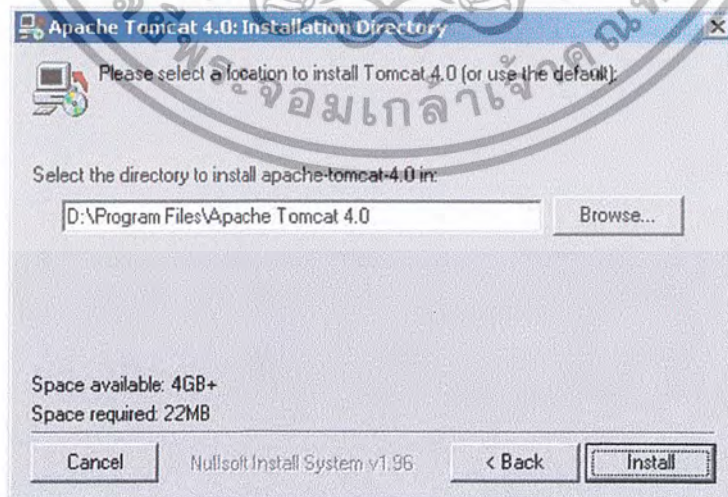 Apache Tomcat 4.0: Installation Directory
Please select a location to install Tomcat 4.0 (or use the default):
Select the directory to install apache-tomcat-4.0 in:
D:\Program Files\Apache Tomcat 4.0
Browse...
Space available: 4GB+
Space required: 22MB
Cancel
Nullsoft Install System v1.96
< Back
Install